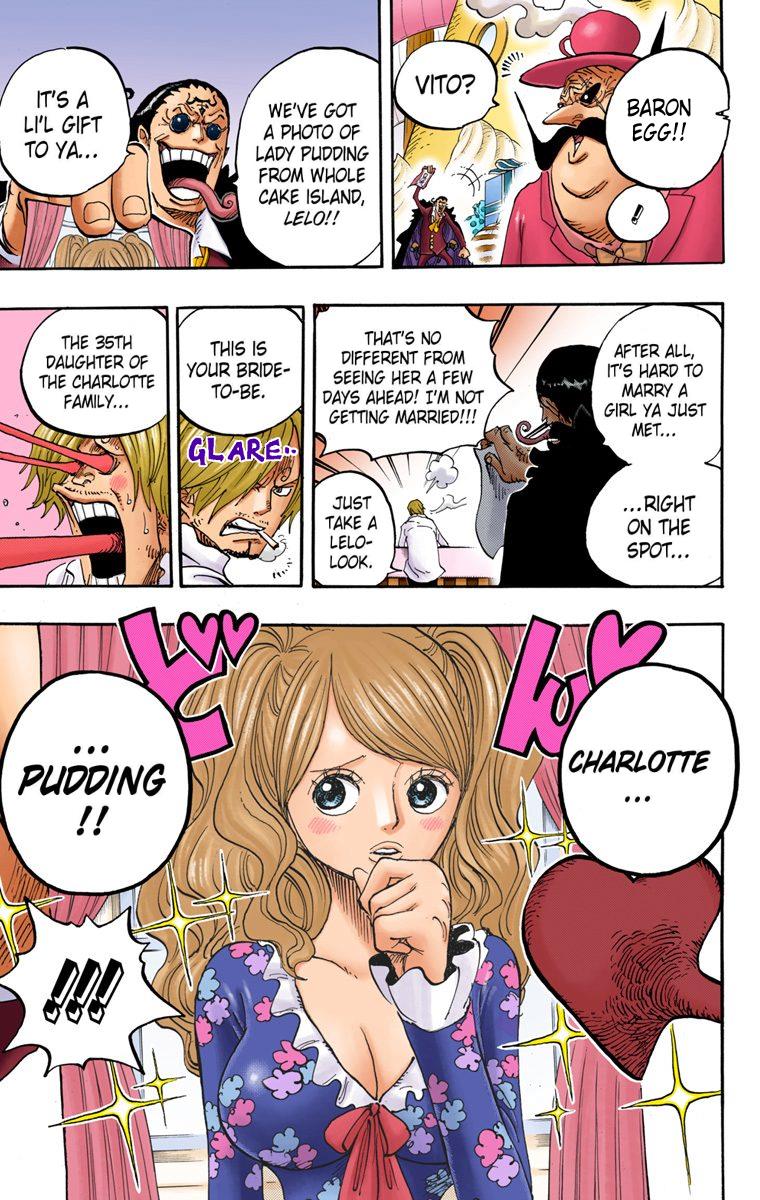 BARON
EGG!!
!
VITO?
WE'VE GOT
A PHOTO OF
LADY PUDDING
FROM WHOLE
CAKE ISLAND,
LELO!!
IT'S A
LI'L GIFT
TO YA...
AFTER ALL,
IT'S HARD TO
MARRY A
GIRL YA JUST
MET...
...RIGHT
ON THE
SPOT...
THAT'S NO
DIFFERENT FROM
SEEING HER A FEW
DAYS AHEAD! I'M NOT
GETTING MARRIED!!!
JUST
TAKE A
LELO-
LOOK.
THIS IS
YOUR BRIDE-
TO-BE.
GLARE..
THE 35TH
DAUGHTER OF
THE CHARLOTTE
FAMILY...
CHARLOTTE
...
...
PUDDING
!!
!!!